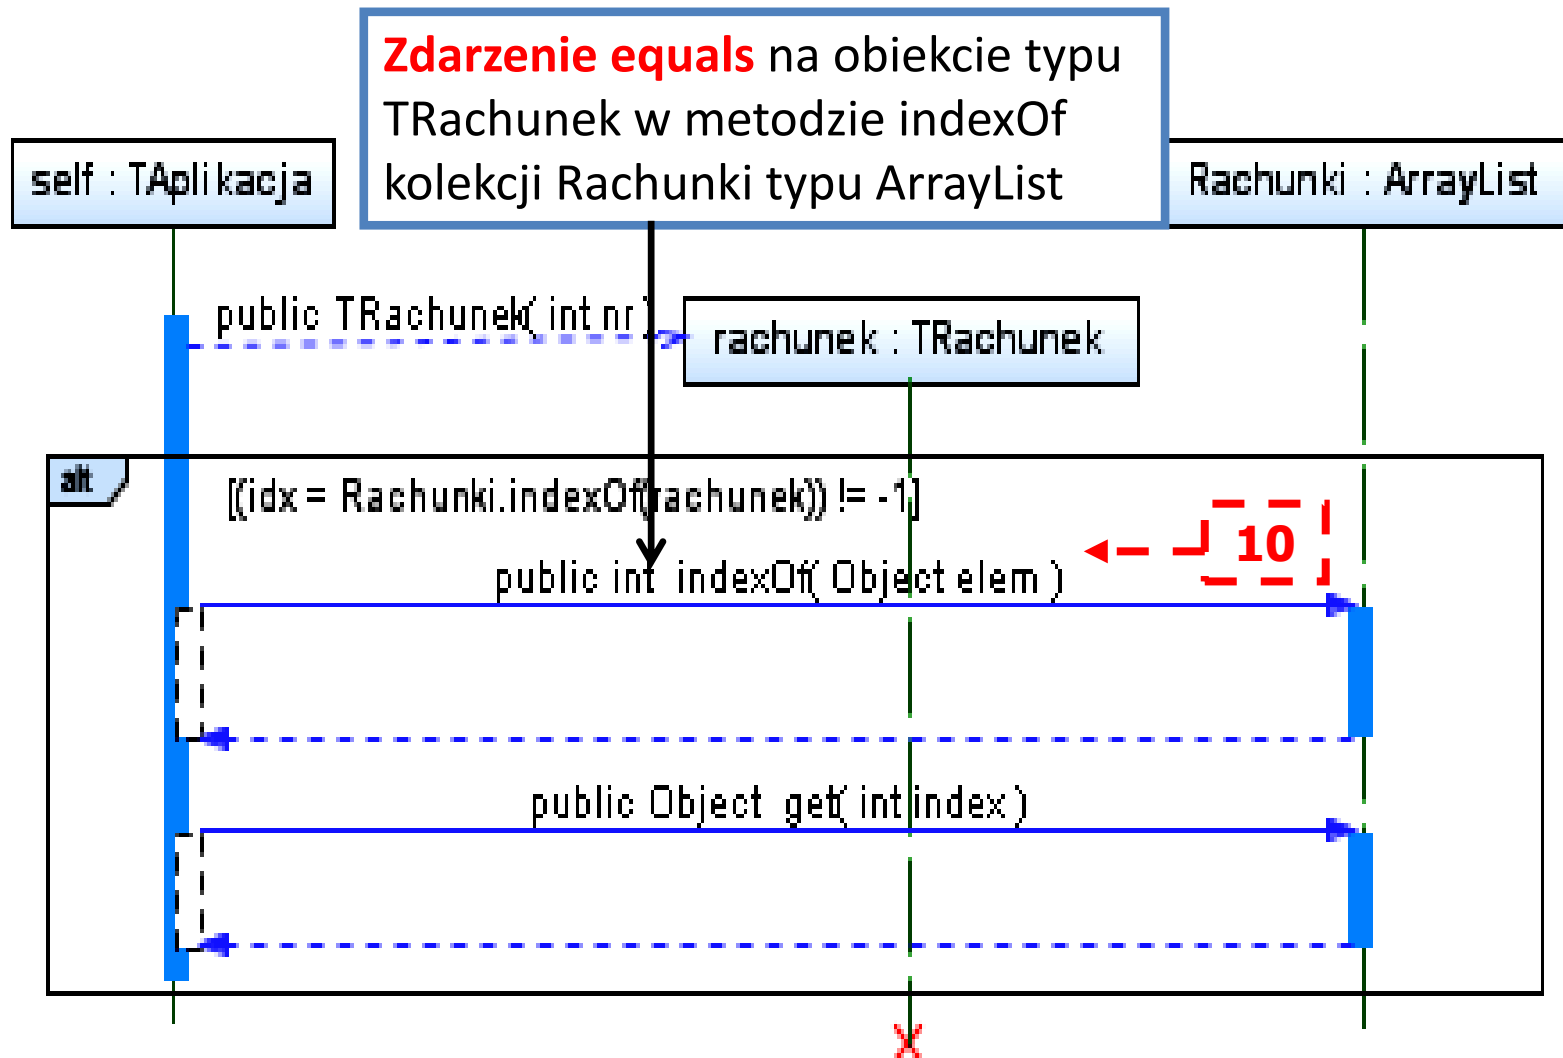 Zdarzenie equals na obiekcie typu
TRachunek w metodzie indexOf
kolekcji Rachunki typu ArrayList
self : TAplikacja
Rachunki : ArrayList
public TRachunek( int nr )
rachunek : TRachunek
alt
[(idx = Rachunki.indexOf(rachunek)) != -1]
10
public int indexOf( Object elem )
public Object get( int index )